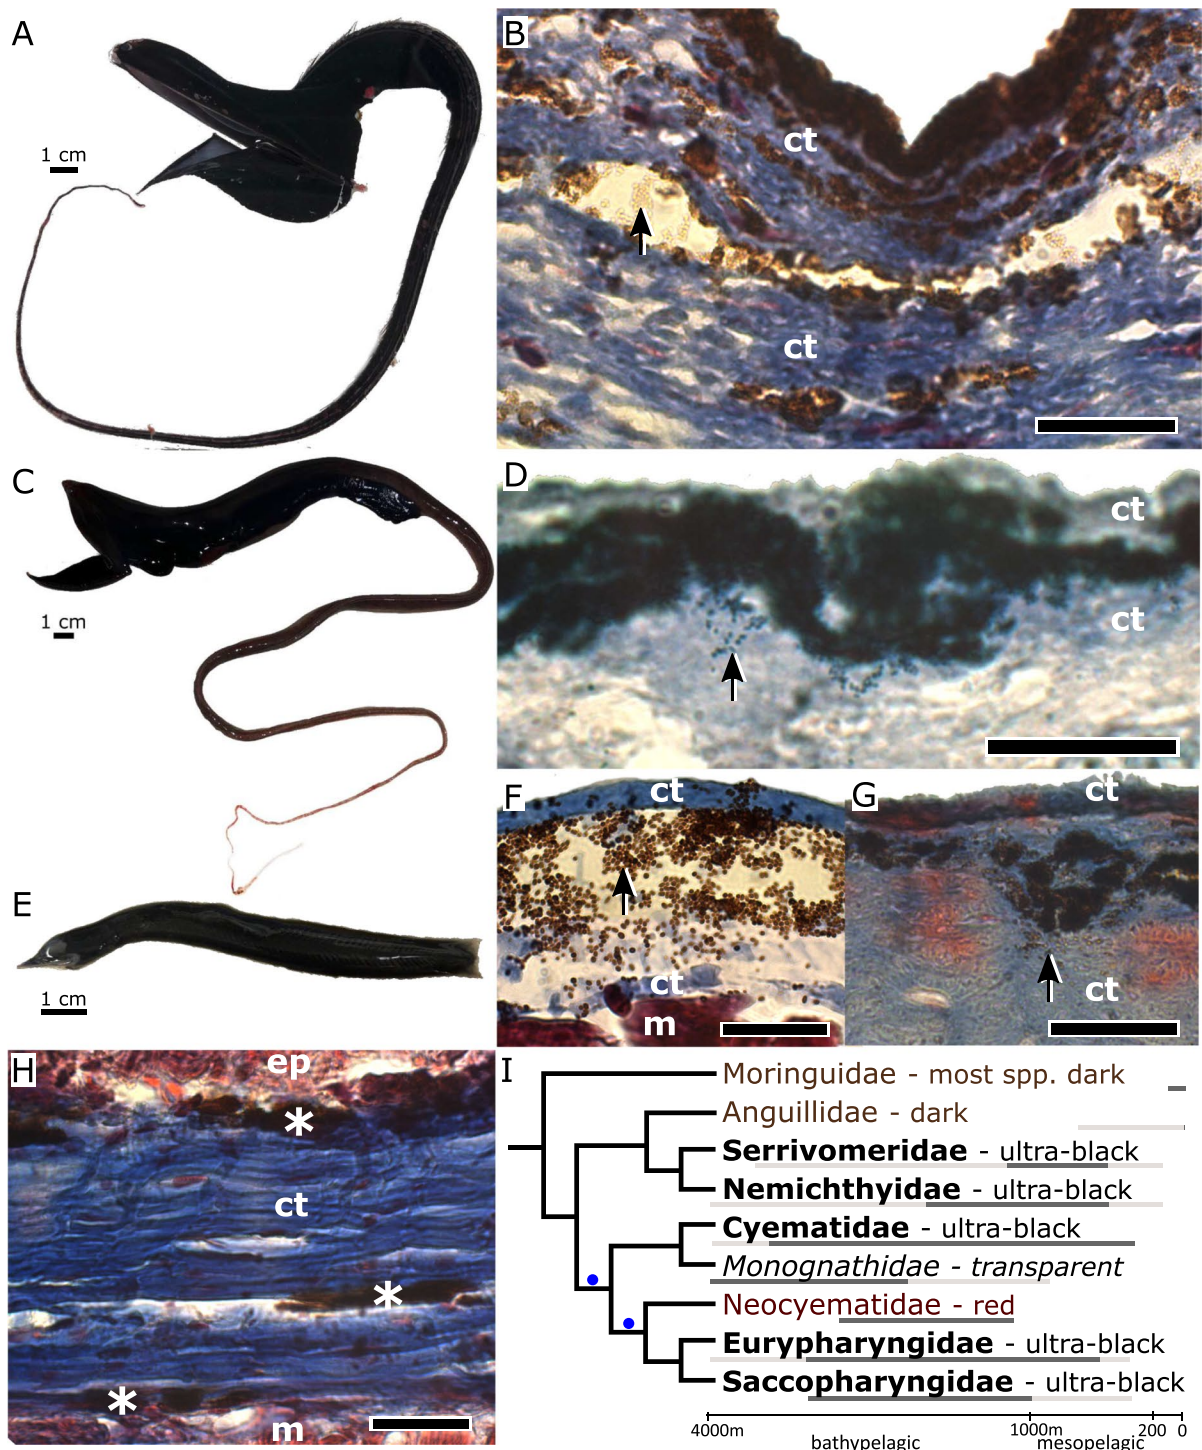 A
1 cm
B
ct
ct
C
1 cm
D
ct
ct
E
1 cm
F
ct
ct
m
G
ct
ct
H
ep
*
ct
*
*
m
I
Moringuidae - most spp. dark
Anguillidae - dark
Serrivomeridae - ultra-black
Nemichthyidae - ultra-black
Cyematidae - ultra-black
Monognathidae - transparent
Neocyematidae - red
Eurypharyngidae - ultra-black
Saccopharyngidae - ultra-black
4000m 1000m 200 0
bathypelagic mesopelagic